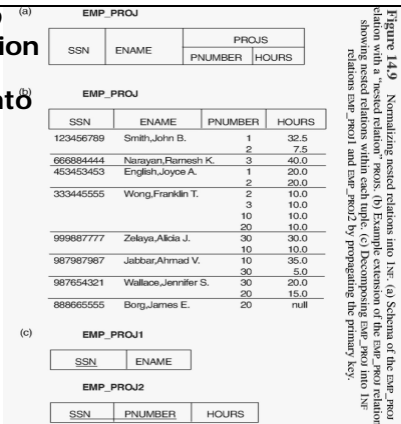 (a)
EMP_PROJ
tion
SSN ENAME PROJS
PNUMBER HOURS
nto
(b)
EMP_PROJ
SSN ENAME PNUMBER HOURS
123456789 Smith,John B. 1 32.5
2 7.5
666884444 Narayan,Ramesh K. 3 40.0
453453453 English,Joyce A. 1 20.0
2 20.0
333445555 Wong,Franklin T. 2 10.0
3 10.0
10 10.0
20 10.0
999887777 Zelaya,Alicia J. 30 30.0
10 10.0
987987987 Jabbar,Ahmad V. 10 35.0
30 5.0
987654321 Wallace,Jennifer S. 30 20.0
20 15.0
888665555 Borg,James E. 20 null
(c)
EMP_PROJ1
SSN ENAME
EMP_PROJ2
SSN PNUMBER HOURS
Figure 14.9 Normalizing nested relations into 1NF. (a) Schema of the EMP_PROJ
relation with a "nested relation" PROJS. (b) Example extension of the EMP_PROJ relation
showing nested relations within each tuple. (c) Decomposing EMP_PROJ into 1NF
relations EMP_PROJ1 and EMP_PROJ2 by propagating the primary key.